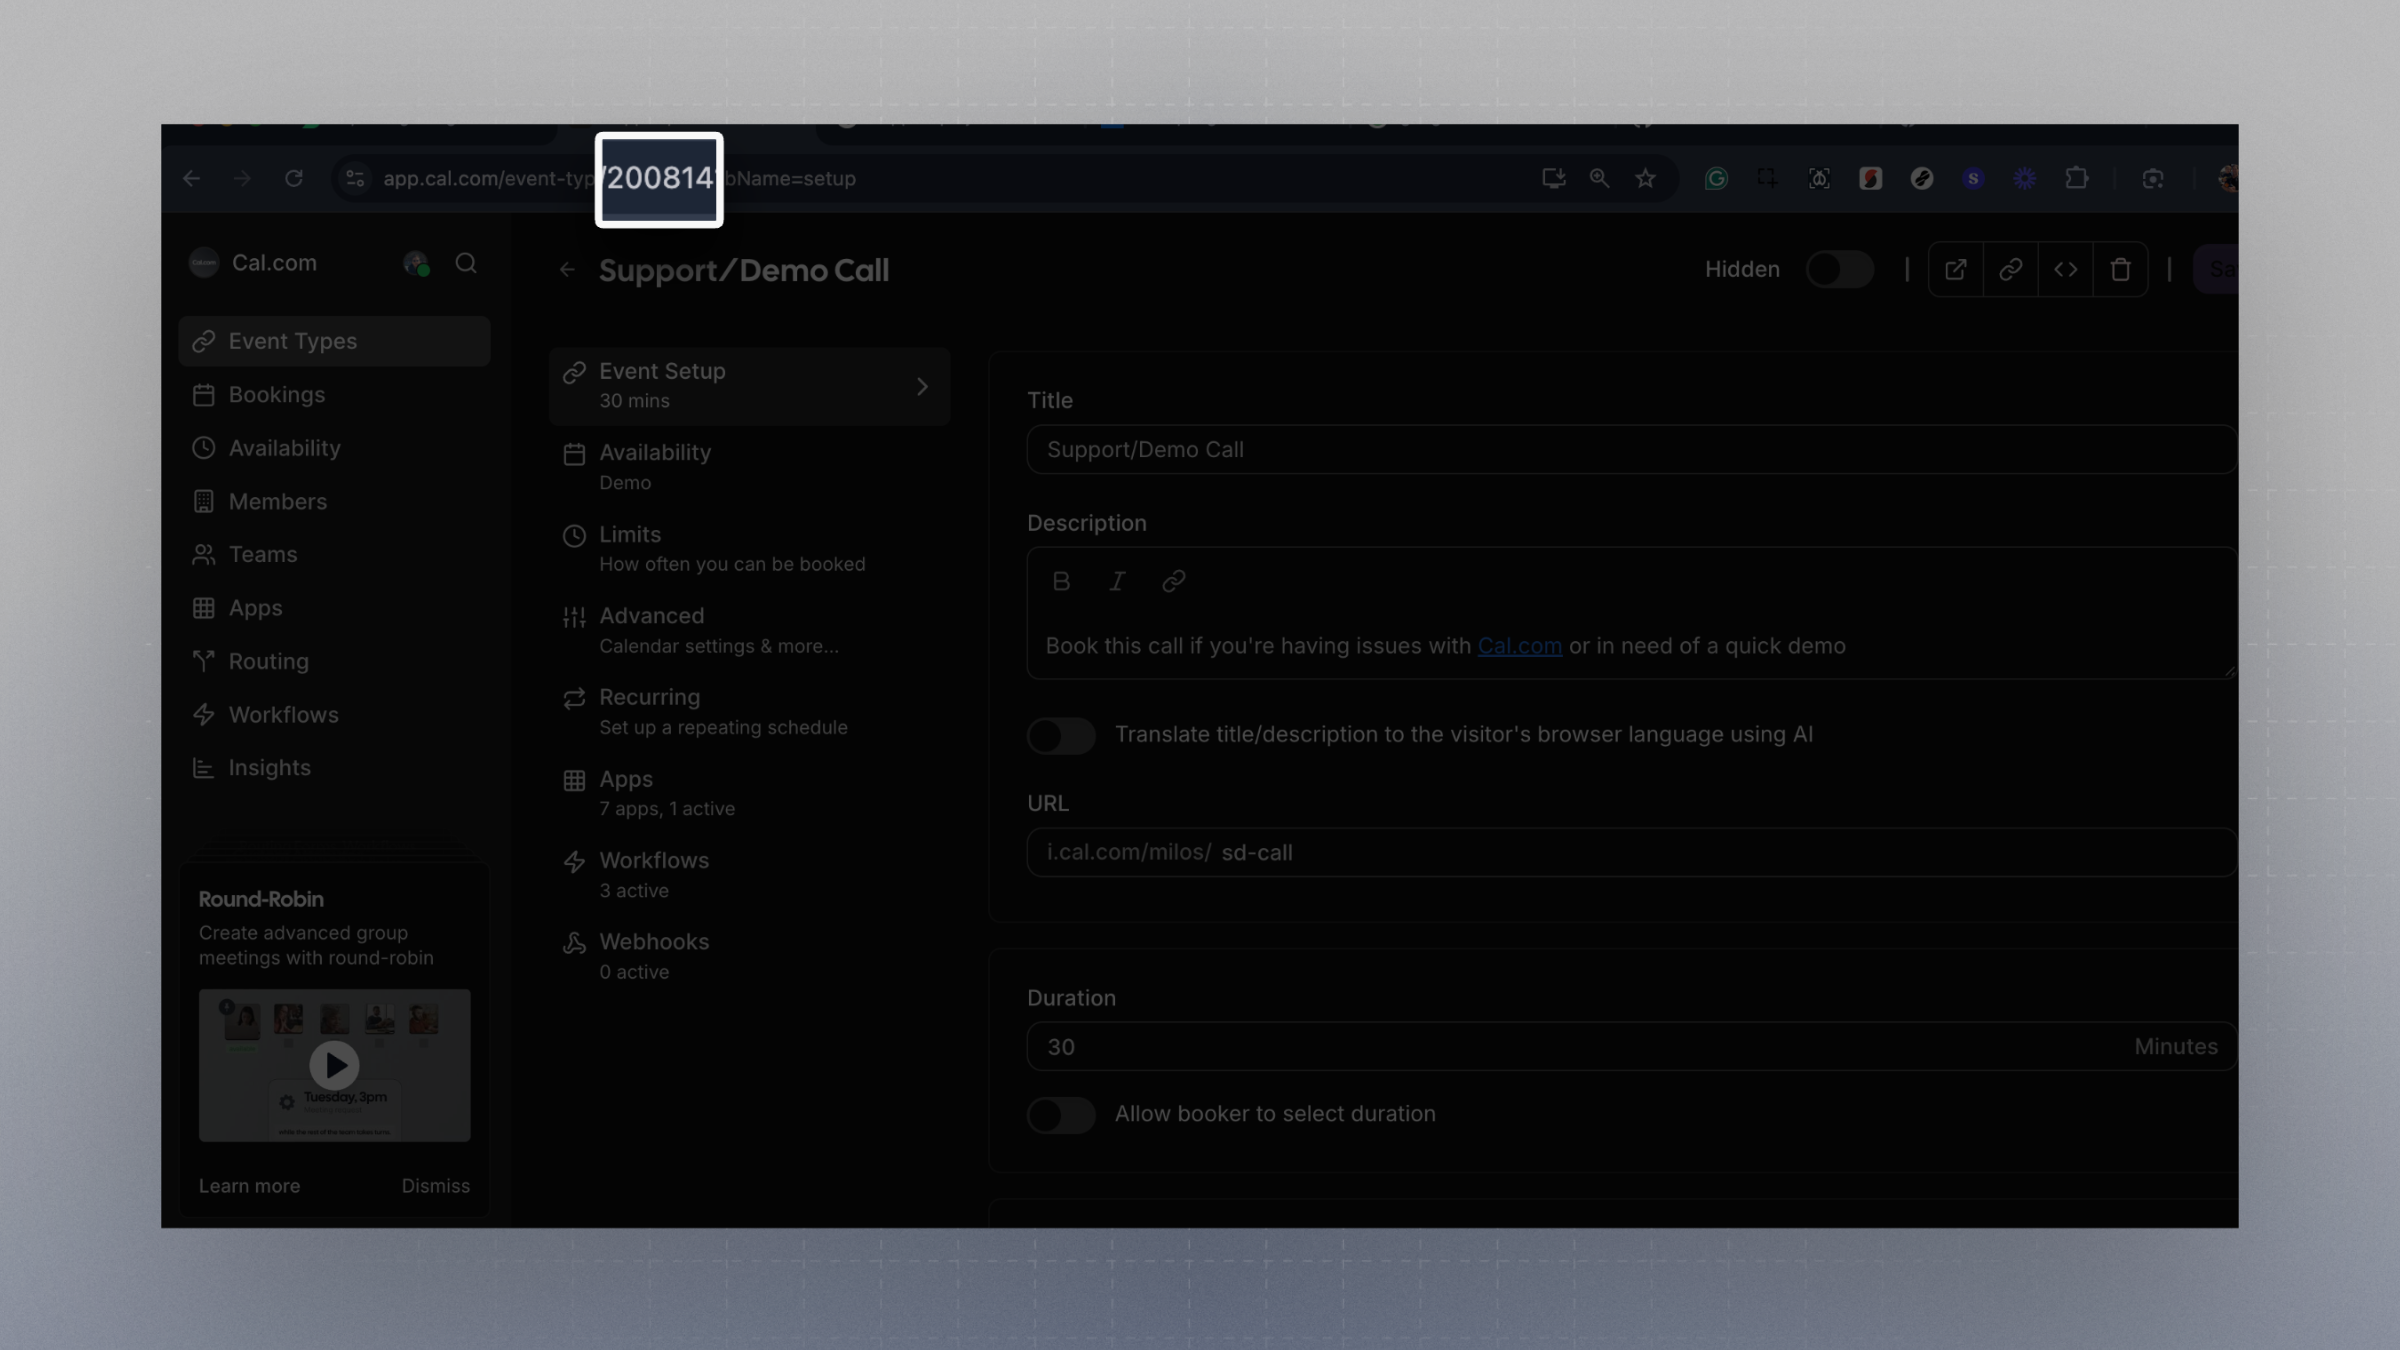 app.cal.com/event-typ
/200814
bName=setup
Cal.com
Event Types
Bookings
Availability
Members
Teams
Apps
Routing
Workflows
Insights
Round-Robin
Create advanced group
meetings with round-robin
Tuesday, 3pm
Learn more
Dismiss
Support/Demo Call
Hidden
Event Setup
30 mins
Availability
Demo
Limits
How often you can be booked
Advanced
Calendar settings & more...
Recurring
Set up a repeating schedule
Apps
7 apps, 1 active
Workflows
3 active
Webhooks
0 active
Title
Support/Demo Call
Description
B I
Book this call if you're having issues with Cal.com or in need of a quick demo
Translate title/description to the visitor's browser language using AI
URL
i.cal.com/milos/ sd-call
Duration
30 Minutes
Allow booker to select duration